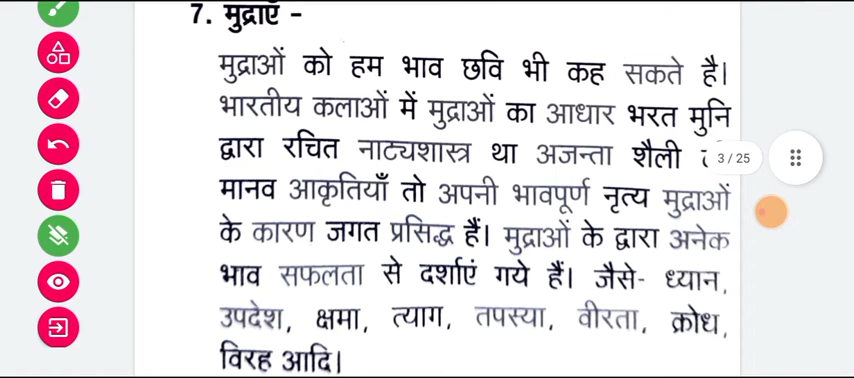 7. मुद्राएँ -
मुद्राओं को हम भाव छवि भी कह सकते है।
भारतीय कलाओं में मुद्राओं का आधार भरत मुनि
द्वारा रचित नाट्यशास्त्र था अजन्ता शैली
3 / 25
मानव आकृतियाँ तो अपनी भावपूर्ण नृत्य मुद्राओं
के कारण जगत प्रसिद्ध हैं। मुद्राओं के द्वारा अनेक
भाव सफलता से दर्शाएं गये हैं। जैसे- ध्यान,
उपदेश, क्षमा, त्याग, तपस्या, वीरता, क्रोध,
विरह आदि।